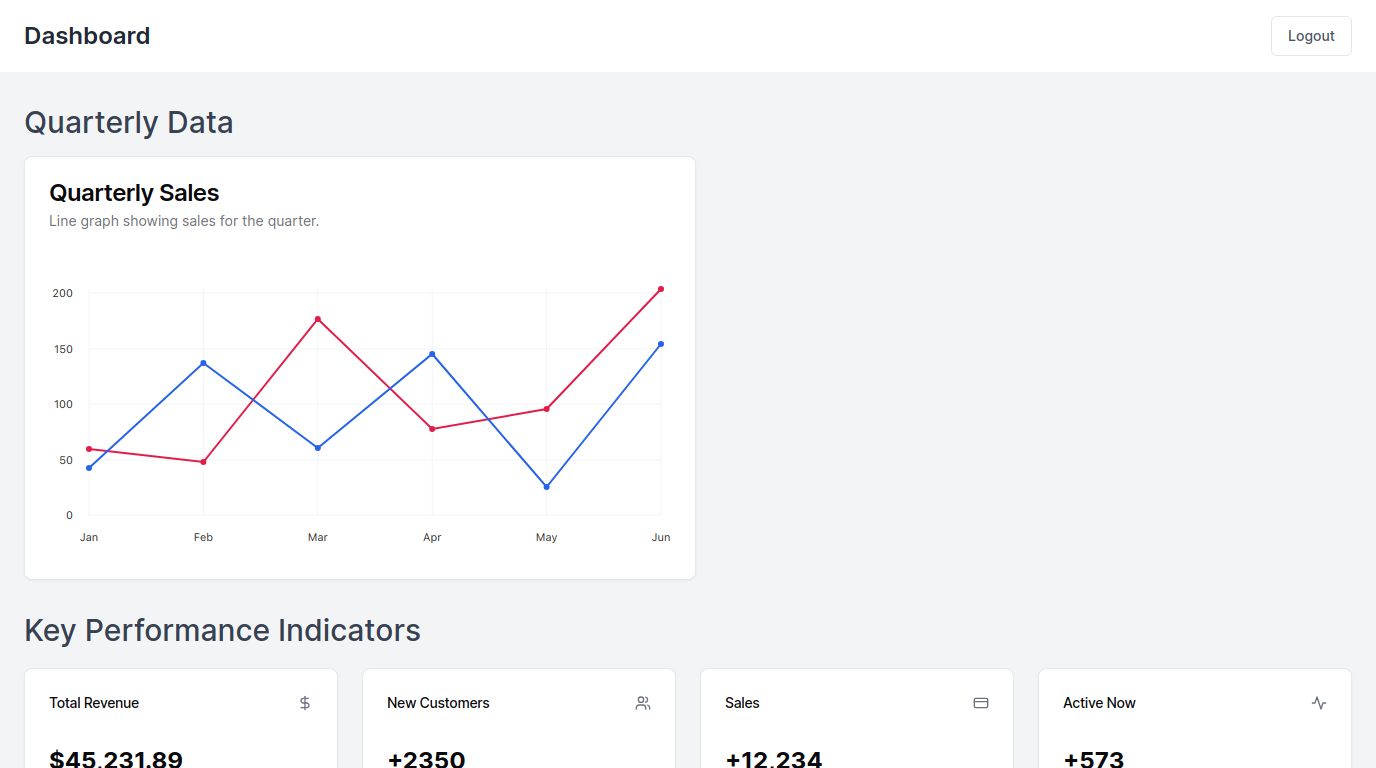 Dashboard
Logout
Quarterly Data
Quarterly Sales
Line graph showing sales for the quarter.
200
150
100
50
0
Jan Feb Mar Apr May Jun
Key Performance Indicators
Total Revenue
$45,231.89
New Customers
+2350
Sales
+12,234
Active Now
+573